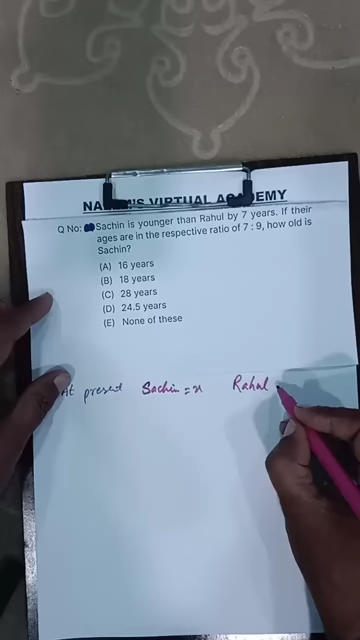 NA 'S VIRTUAL ACADEMY
Q No: Sachin is younger than Rahul by 7 years. If their
ages are in the respective ratio of 7 : 9, how old is
Sachin?
(A) 16 years
(B) 18 years
(C) 28 years
(D) 24.5 years
(E) None of these
At present Sachin = x Rahul